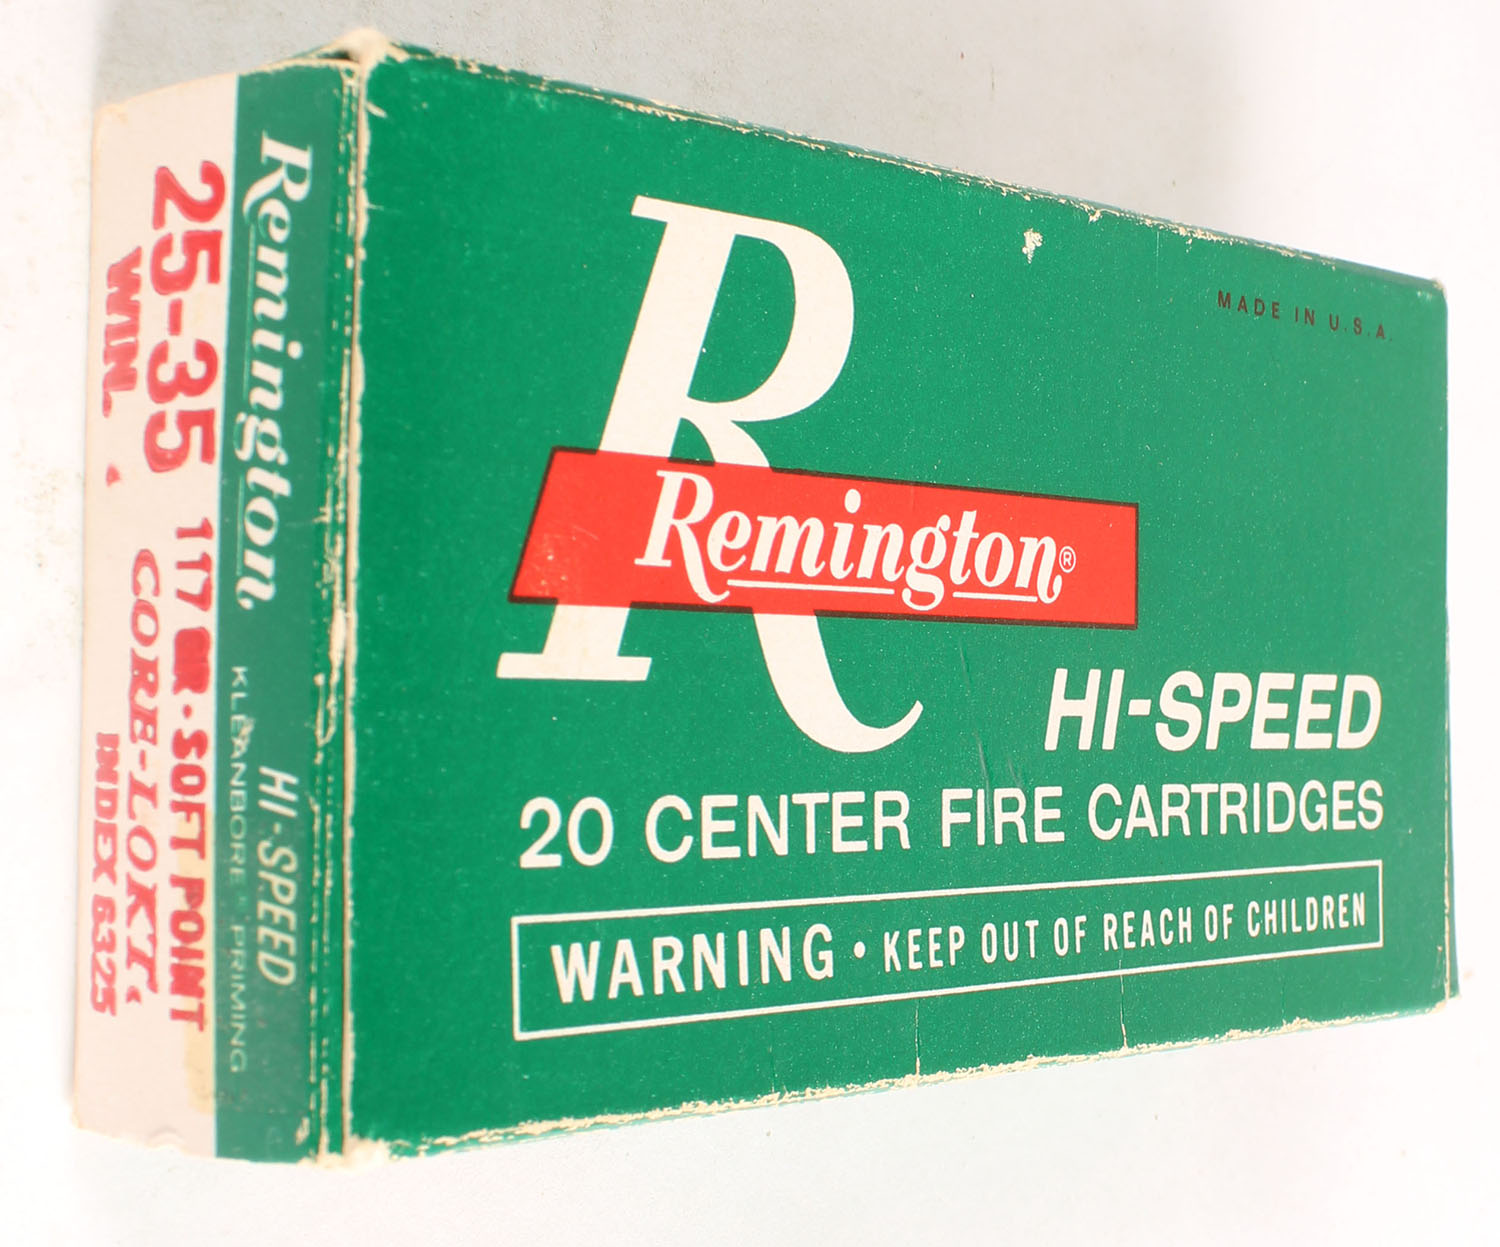 MADE IN U.S.A.
R
Remington®
HI-SPEED
20 CENTER FIRE CARTRIDGES
WARNING • KEEP OUT OF REACH OF CHILDREN
Remington®
HI-SPEED
KLEANBORE" PRIMING
25-35 117 GR. • SOFT POINT
WIN. CORE-LOKT.
INDEX 6325